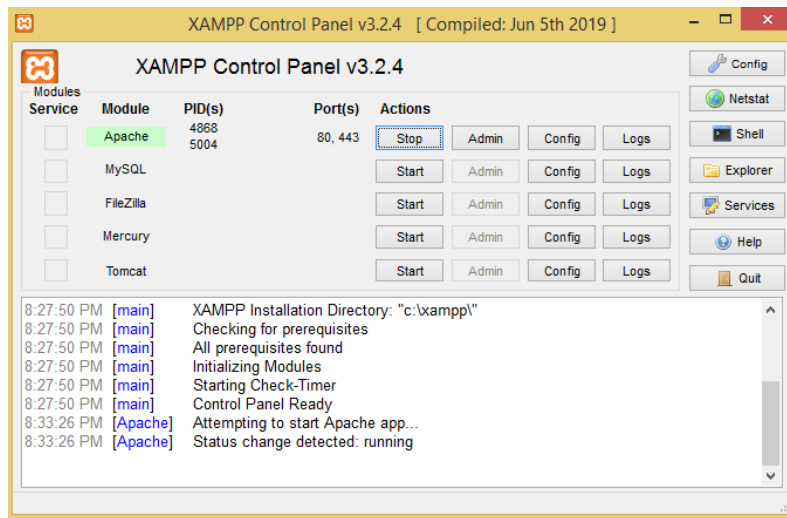 XAMPP Control Panel v3.2.4 [ Compiled: Jun 5th 2019 ]
XAMPP Control Panel v3.2.4
Config
Modules
Service Module PID(s) Port(s) Actions
Netstat
Apache 4868 5004 80, 443 Stop Admin Config Logs
Shell
MySQL Start Admin Config Logs
Explorer
FileZilla Start Admin Config Logs
Services
Mercury Start Admin Config Logs
Help
Tomcat Start Admin Config Logs
Quit
8:27:50 PM [main] XAMPP Installation Directory: "c:\xampp\"
8:27:50 PM [main] Checking for prerequisites
8:27:50 PM [main] All prerequisites found
8:27:50 PM [main] Initializing Modules
8:27:50 PM [main] Starting Check-Timer
8:27:50 PM [main] Control Panel Ready
8:33:26 PM [Apache] Attempting to start Apache app...
8:33:26 PM [Apache] Status change detected: running